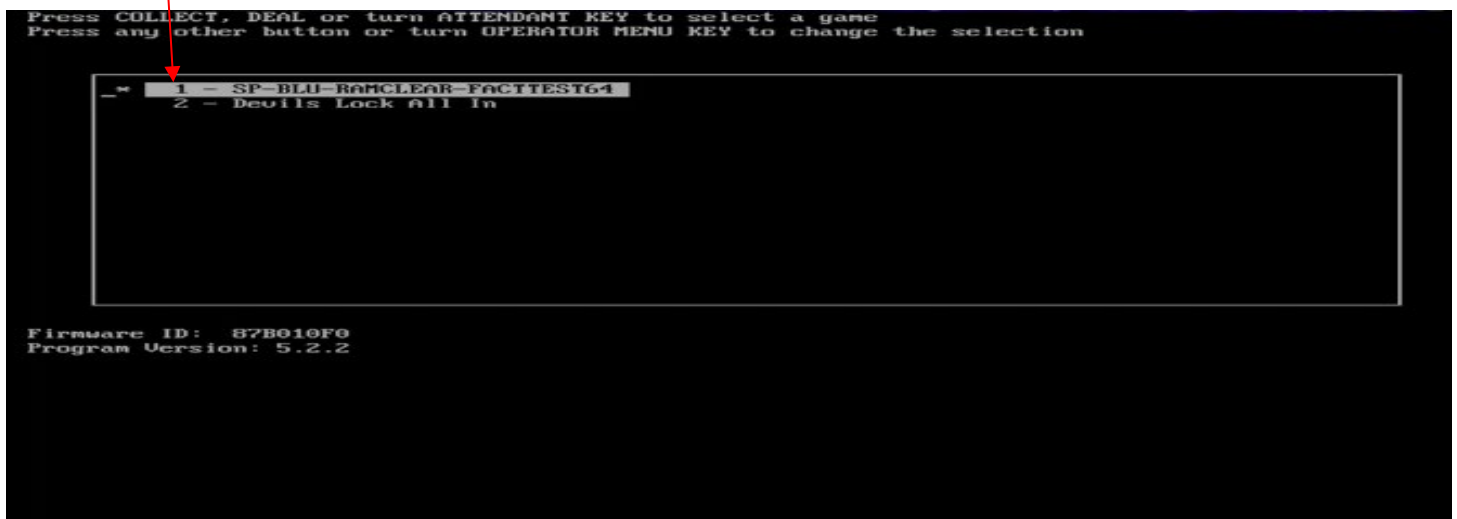 Press COLLECT, DEAL or turn ATTENDANT KEY to select a game
Press any other button or turn OPERATOR MENU KEY to change the selection
_* 1 - SP-BLU-RAMCLEAR-FACTTEST64
2 - Devils Lock All In
Firmware ID: 87B010F0
Program Version: 5.2.2